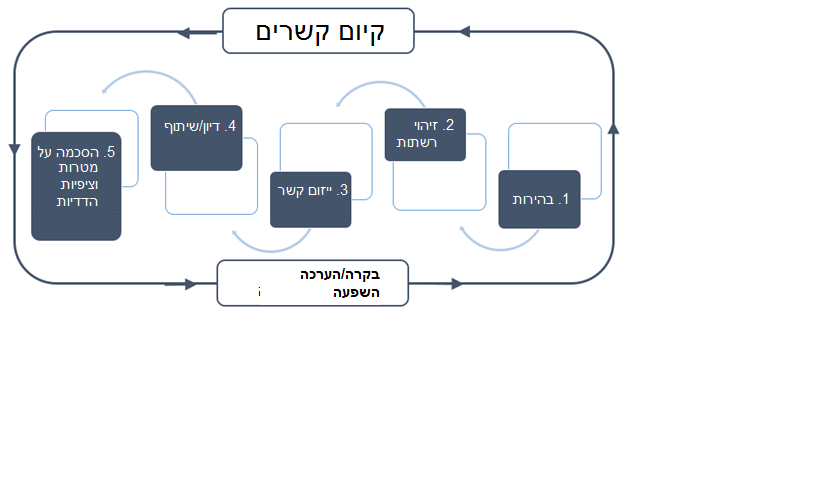 קיום קשרים
1. בהירות
2. זיהוי
רשתות
3. ייזום קשר
4. דיון/שיתוף
5. הסכמה על
מטרות
וציפיות
הדדיות
בקרה/הערכה
השפעה